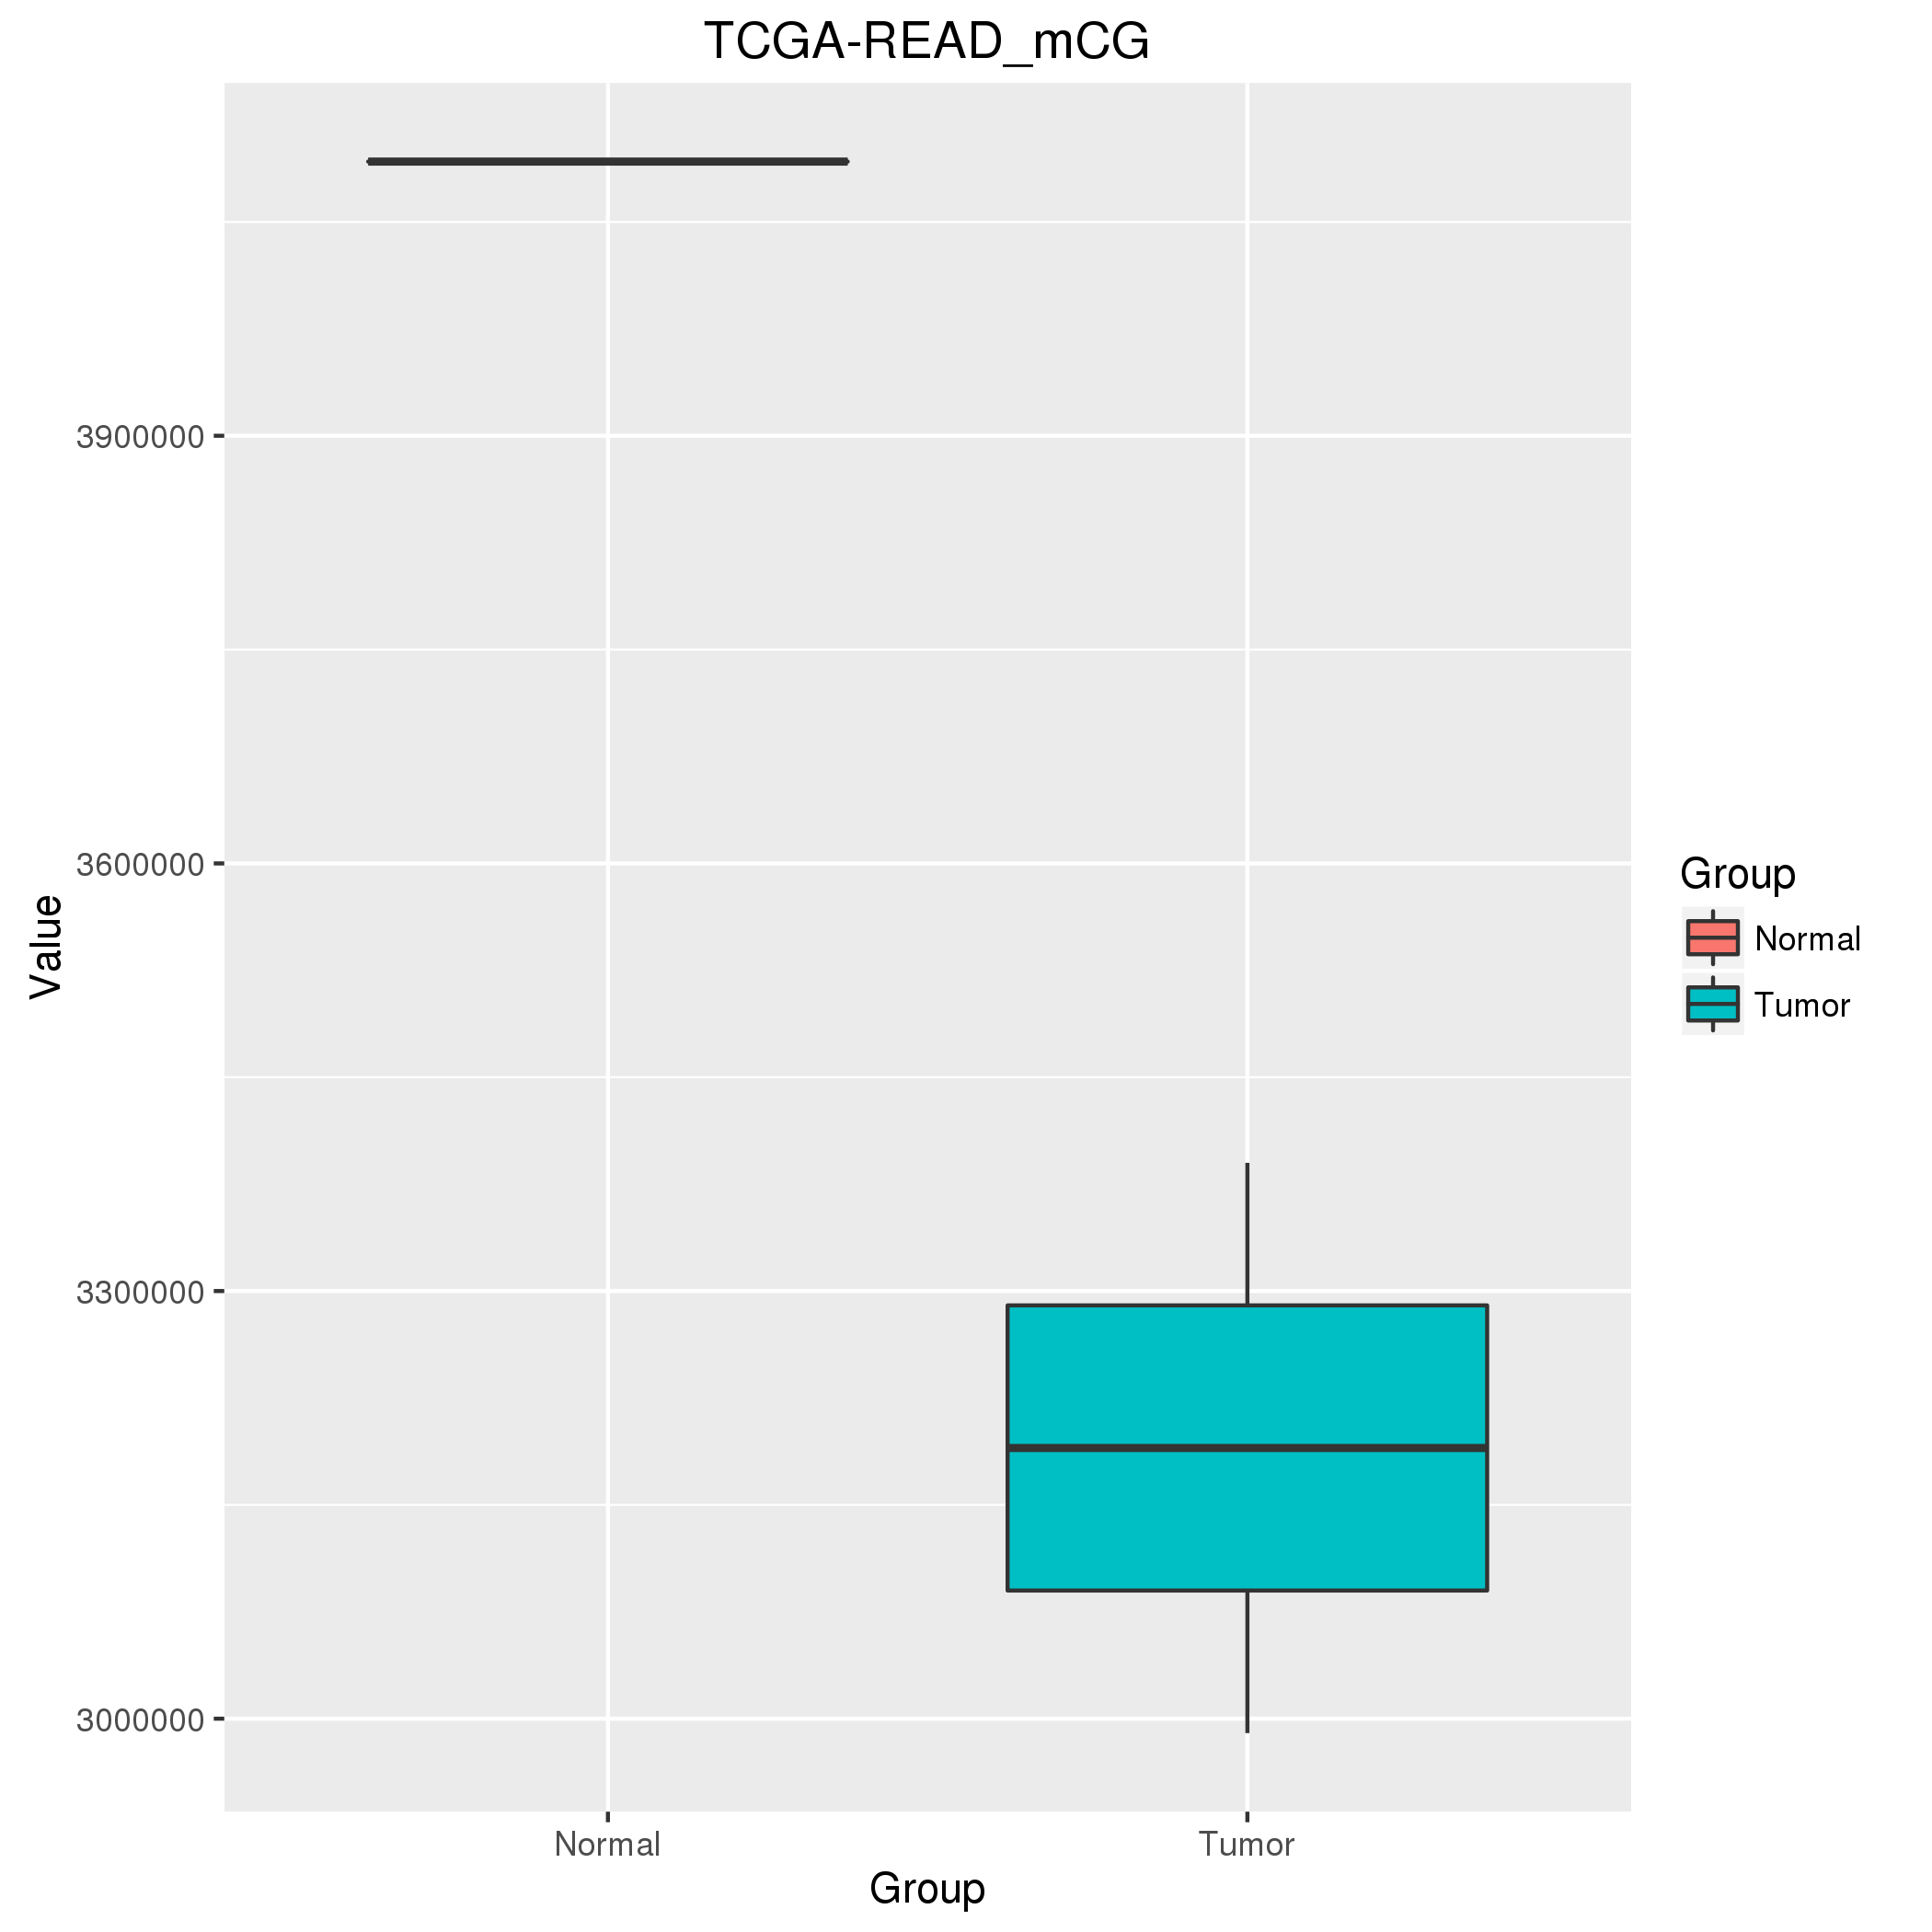 TCGA-READ_mCG
3900000
3600000
3300000
3000000
Value
Normal
Tumor
Group
Group
Normal
Tumor